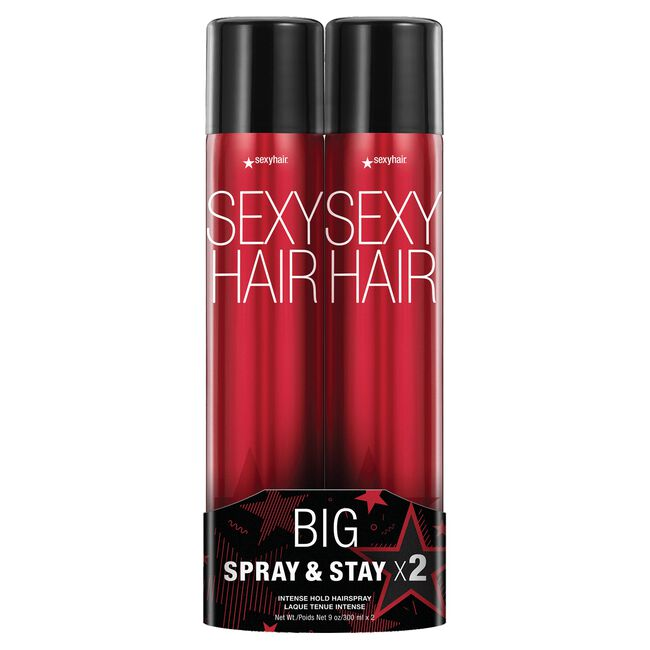 sexyhair.
SEXY
HAIR
sexyhair.
SEXY
HAIR
BIG
SPRAY & STAY x2
INTENSE HOLD HAIRSPRAY
LAQUE TENUE INTENSE
Net Wt./Poids Net 9 oz/300 ml x 2